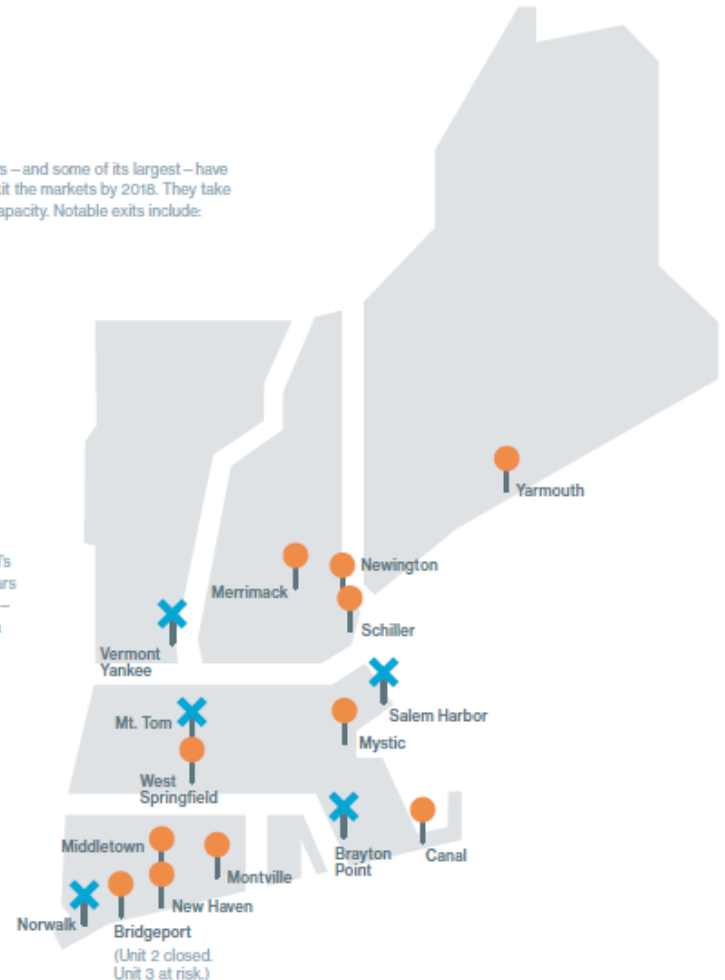 s – and some of its largest – have
it the markets by 2018. They take
apacity. Notable exits include:
's
ars
–
Yarmouth
Newington
Merrimack
Schiller
Vermont
Yankee
Salem Harbor
Mt. Tom
Mystic
West
Springfield
Middletown
Brayton
Point
Canal
Montville
New Haven
Norwalk
Bridgeport
(Unit 2 closed.
Unit 3 at risk.)